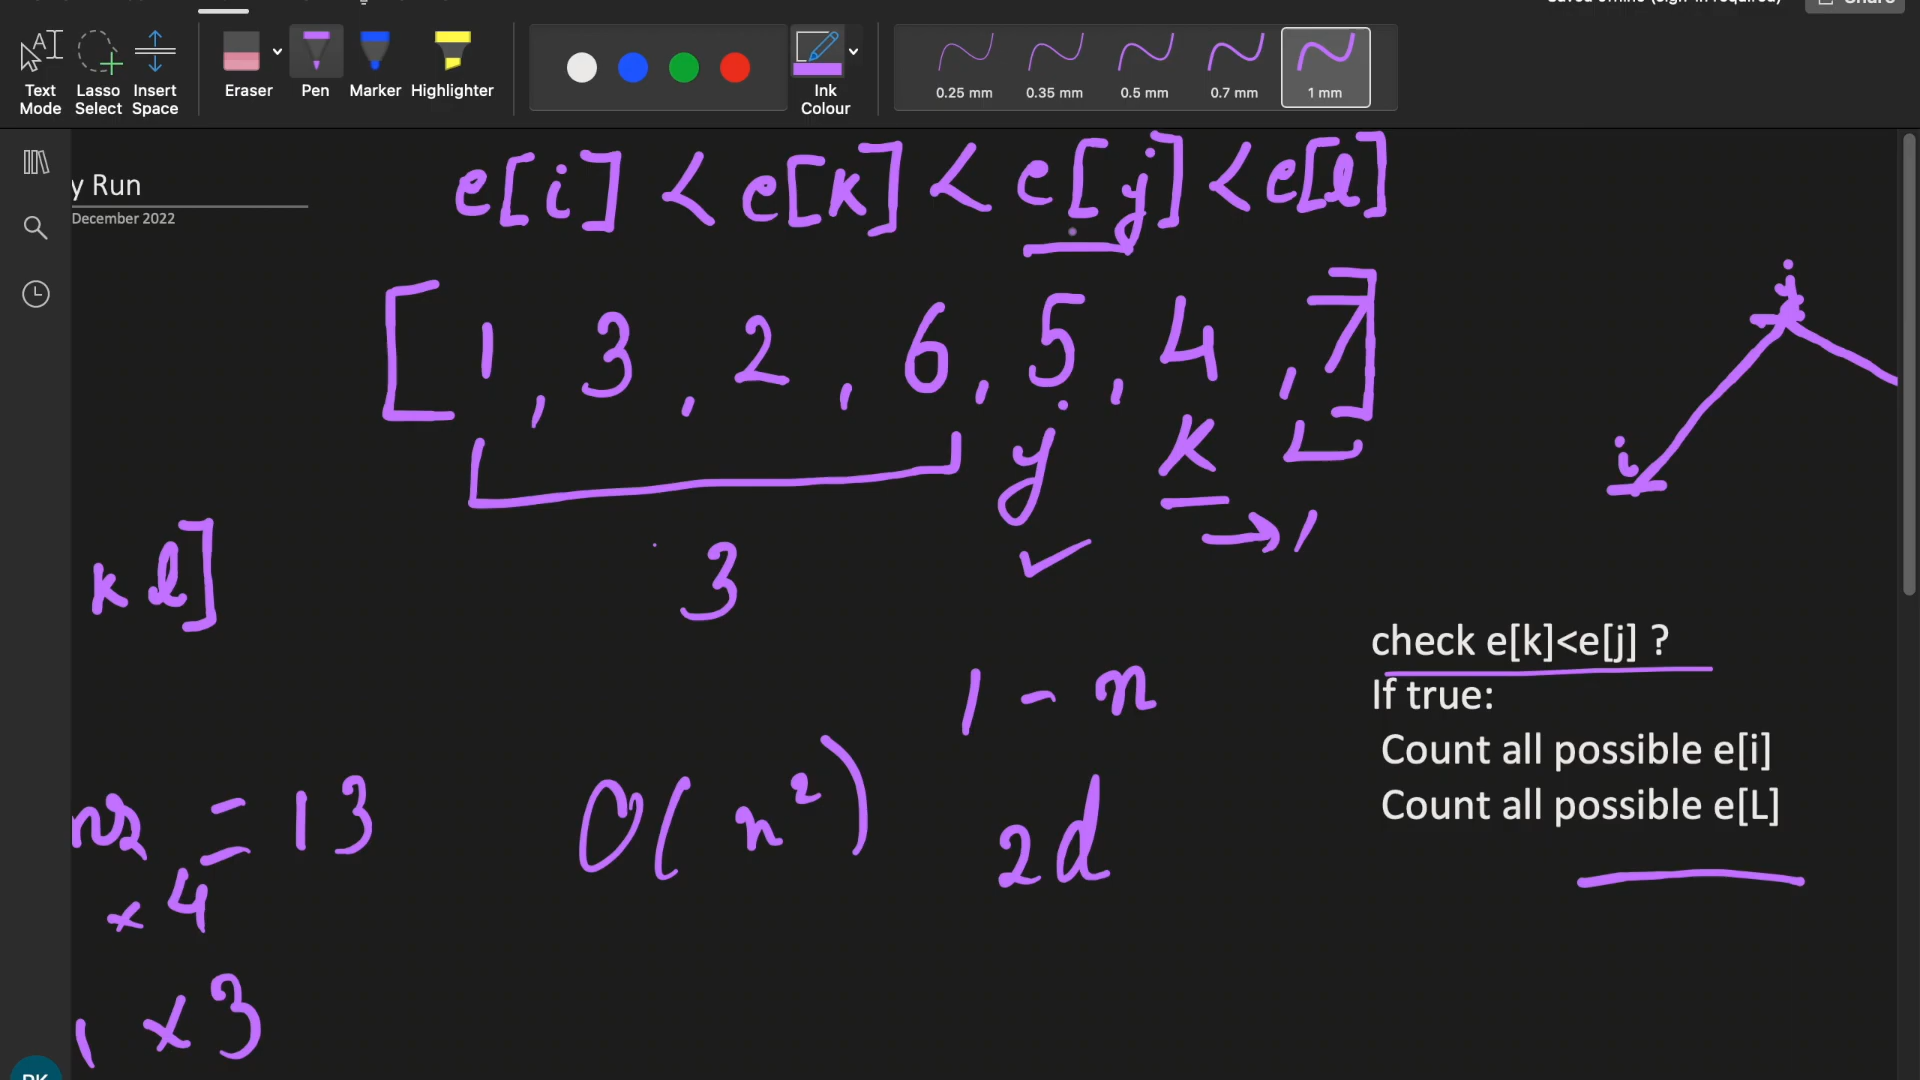 Text Mode
Lasso Select
Insert Space
Eraser
Pen
Marker
Highlighter
Ink Colour
0.25 mm
0.35 mm
0.5 mm
0.7 mm
1 mm
y Run
December 2022
e[i] < e[k] < e[j] < e[l]
[1, 3, 2, 6, 5, 4, 7]
j k L
→ 1
3
k l]
j
i
check e[k]<e[j] ?
If true:
Count all possible e[i]
Count all possible e[L]
1 - n
= 13
O(n²)
2d
x 4
1 x 3